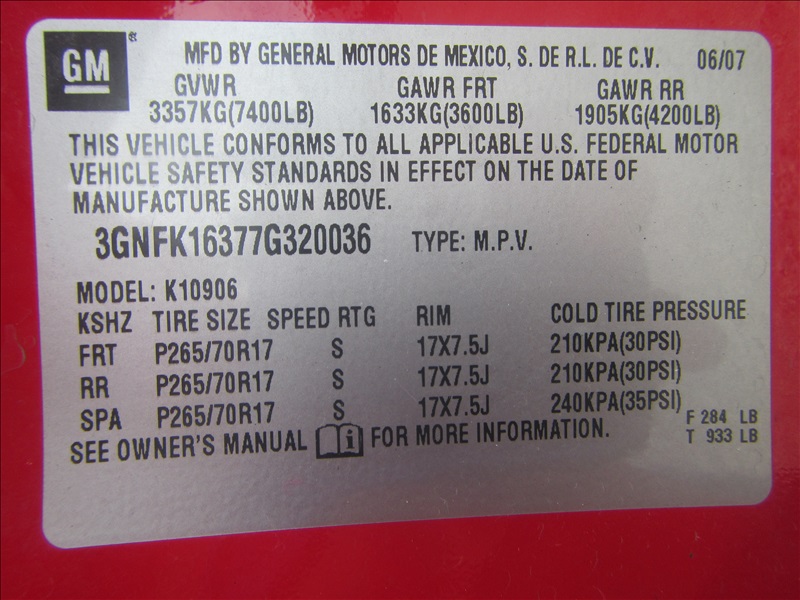 GM
MFD BY GENERAL MOTORS DE MEXICO, S. DE R.L. DE C.V. 06/07
GVWR GAWR FRT GAWR RR
3357KG(7400LB) 1633KG(3600LB) 1905KG(4200LB)
THIS VEHICLE CONFORMS TO ALL APPLICABLE U.S. FEDERAL MOTOR
VEHICLE SAFETY STANDARDS IN EFFECT ON THE DATE OF
MANUFACTURE SHOWN ABOVE.
3GNFK16377G320036 TYPE: M.P.V.
MODEL: K10906
KSHZ TIRE SIZE SPEED RTG RIM COLD TIRE PRESSURE
FRT P265/70R17 S 17X7.5J 210KPA(30PSI)
RR P265/70R17 S 17X7.5J 210KPA(30PSI)
SPA P265/70R17 S 17X7.5J 240KPA(35PSI)
F 284 LB
SEE OWNER'S MANUAL i FOR MORE INFORMATION. T 933 LB